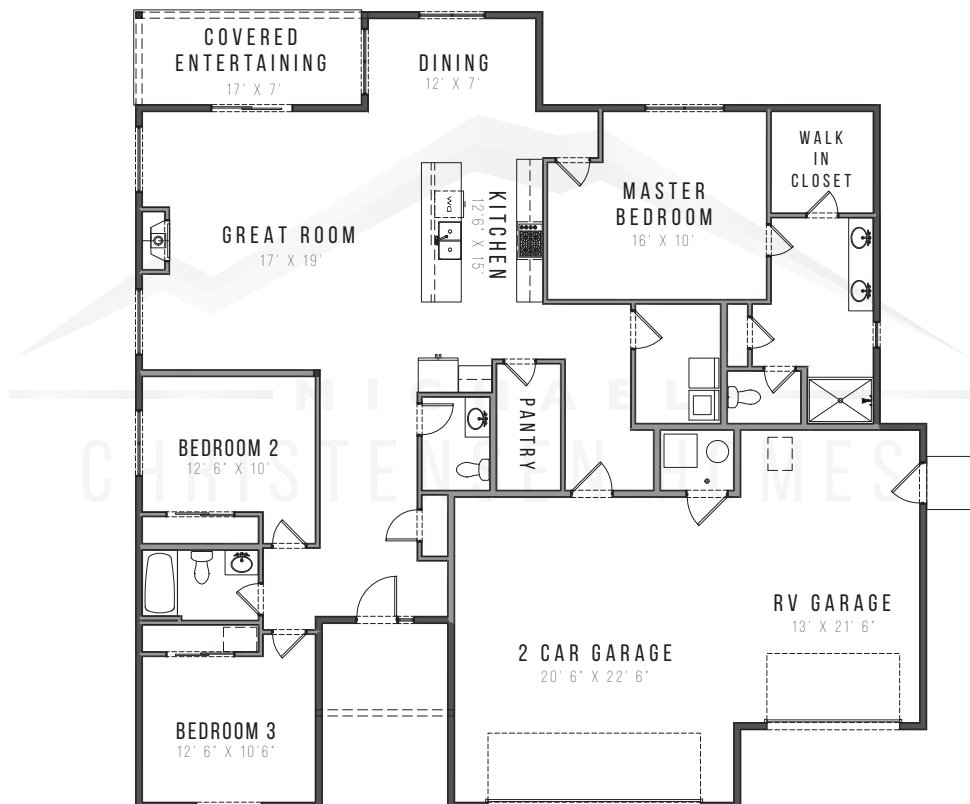 COVERED
ENTERTAINING
17' X 7'
DINING
12' X 7'
WALK
IN
CLOSET
MASTER
BEDROOM
16' X 10'
KITCHEN
12'6" X 15'
DW
GREAT ROOM
17' X 19'
MICHAEL
CHRISTENSEN HOMES
PANTRY
BEDROOM 2
12' 6" X 10'
RV GARAGE
13' X 21' 6"
2 CAR GARAGE
20' 6" X 22' 6"
BEDROOM 3
12' 6" X 10'6"